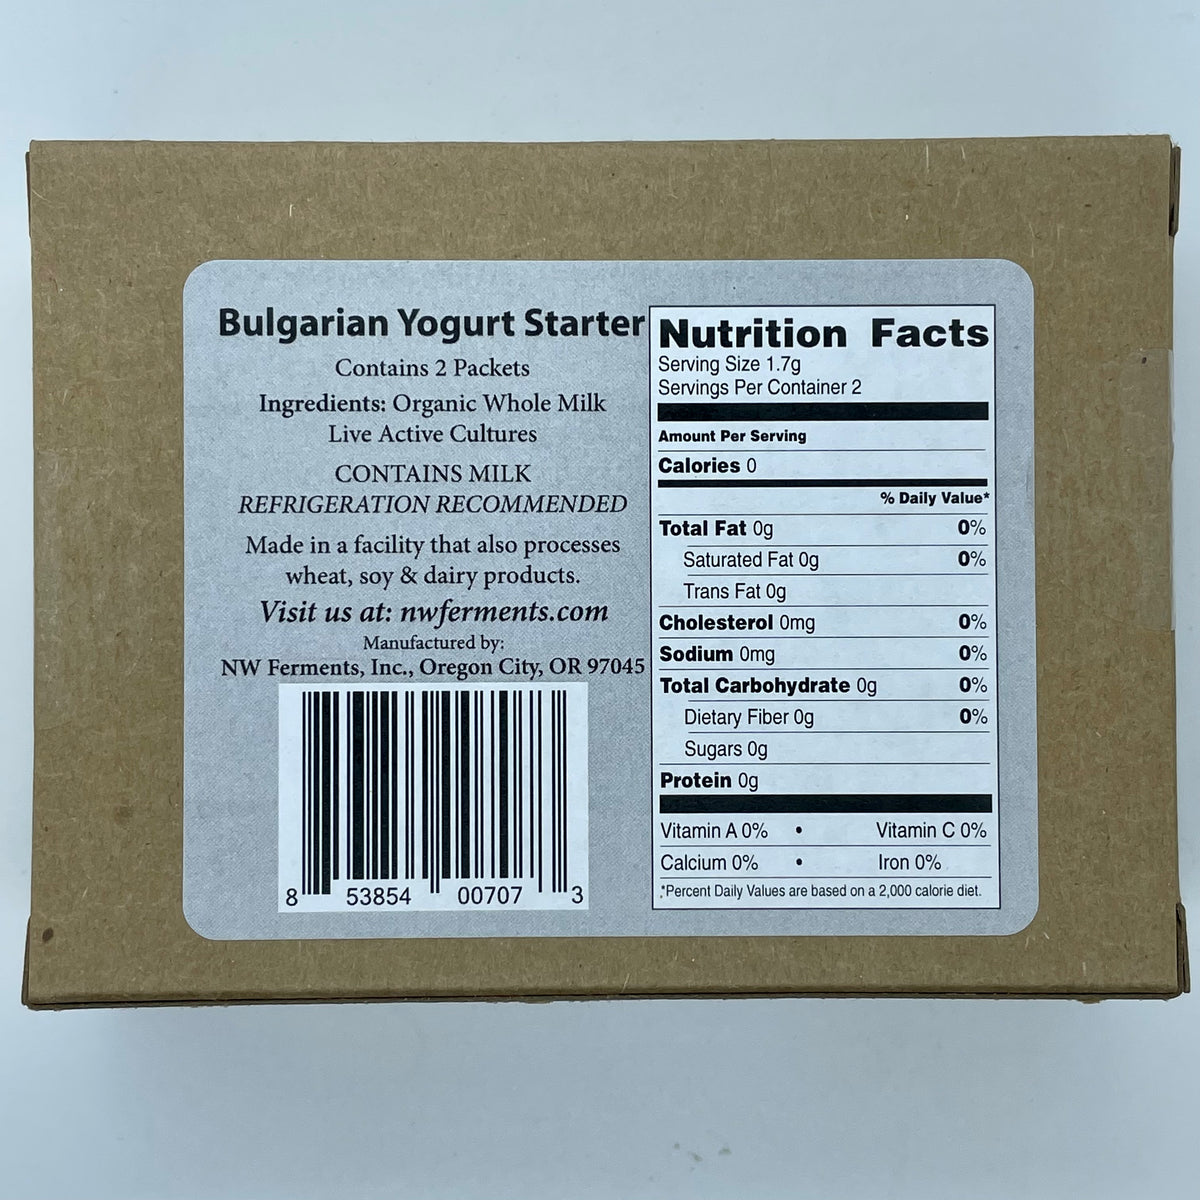 Bulgarian Yogurt Starter
Contains 2 Packets
Ingredients: Organic Whole Milk
Live Active Cultures
CONTAINS MILK
REFRIGERATION RECOMMENDED
Made in a facility that also processes
wheat, soy & dairy products.
Visit us at: nwferments.com
Manufactured by:
NW Ferments, Inc., Oregon City, OR 97045
8 53854 00707 3
Nutrition Facts
Serving Size 1.7g
Servings Per Container 2
Amount Per Serving
Calories 0
% Daily Value*
Total Fat 0g 0%
Saturated Fat 0g 0%
Trans Fat 0g
Cholesterol 0mg 0%
Sodium 0mg 0%
Total Carbohydrate 0g 0%
Dietary Fiber 0g 0%
Sugars 0g
Protein 0g
Vitamin A 0% • Vitamin C 0%
Calcium 0% • Iron 0%
*Percent Daily Values are based on a 2,000 calorie diet.